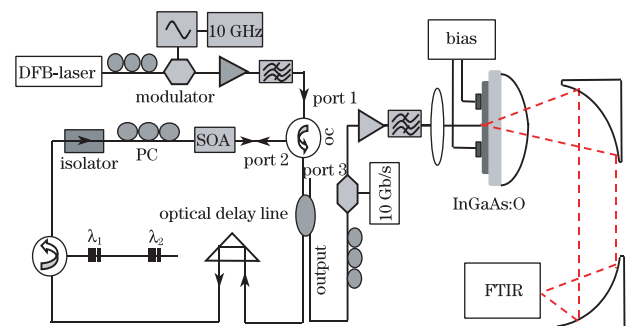 10 GHz
DFB-laser
modulator
port 1
bias
isolator
PC
SOA
port 2
oc
port 3
10 Gb/s
InGaAs:O
optical delay line
λ1
λ2
output
FTIR